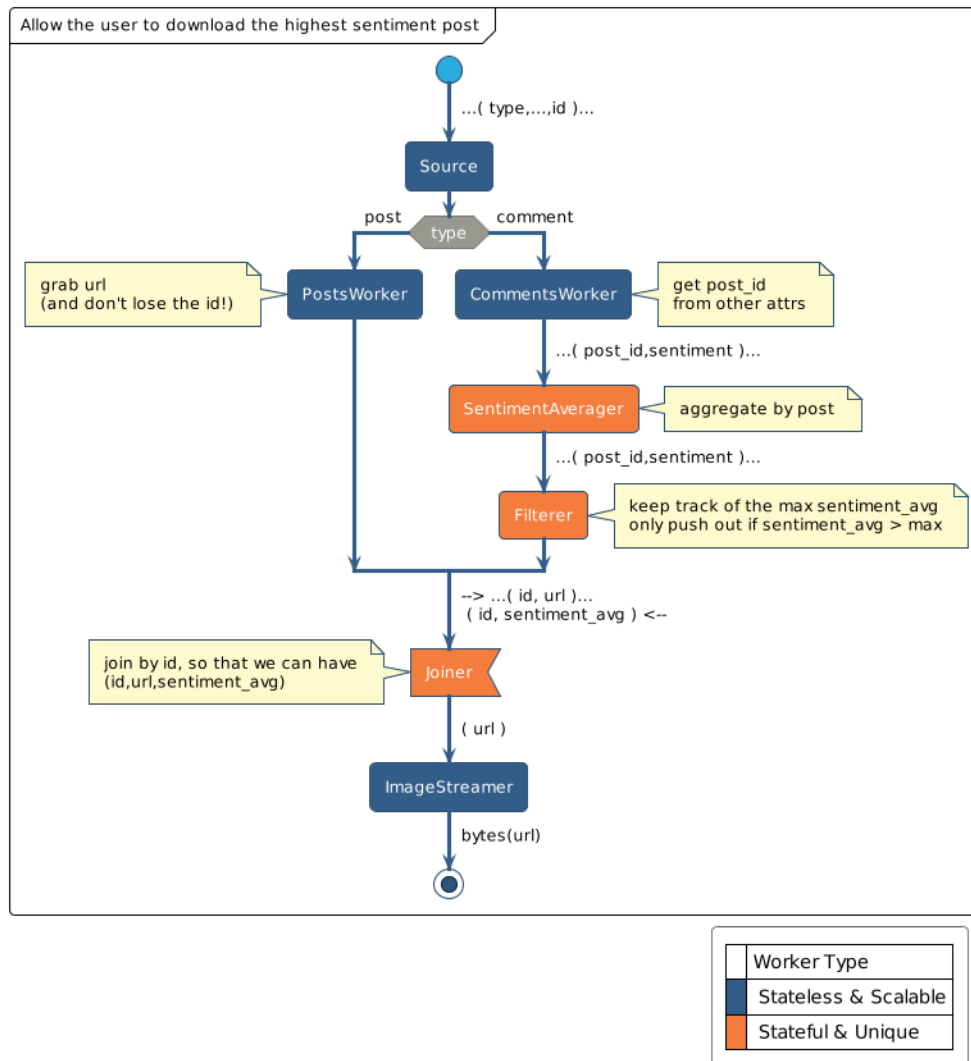 Allow the user to download the highest sentiment post
...( type,...,id )...
Source
type
post
comment
grab url
(and don't lose the id!)
PostsWorker
CommentsWorker
get post_id
from other attrs
...( post_id,sentiment )...
SentimentAverager
aggregate by post
...( post_id,sentiment )...
Filterer
keep track of the max sentiment_avg
only push out if sentiment_avg > max
--> ...( id, url )...
( id, sentiment_avg ) <--
join by id, so that we can have
(id,url,sentiment_avg)
Joiner
( url )
ImageStreamer
bytes(url)
Worker Type
Stateless & Scalable
Stateful & Unique